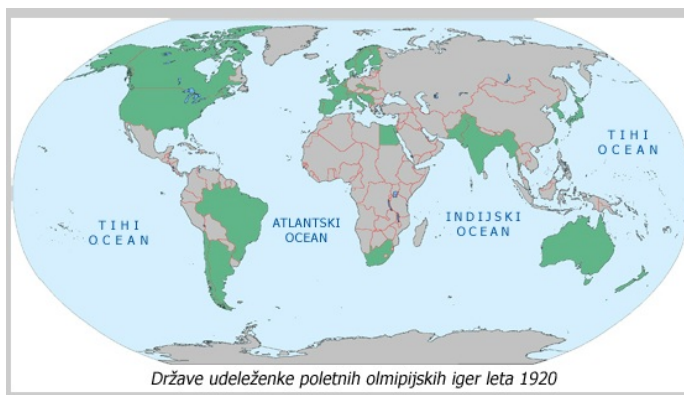 TIHI
OCEAN
TIHI
OCEAN
ATLANTSKI
OCEAN
INDIJSKI
OCEAN
Države udeleženke poletnih olmipijskih iger leta 1920